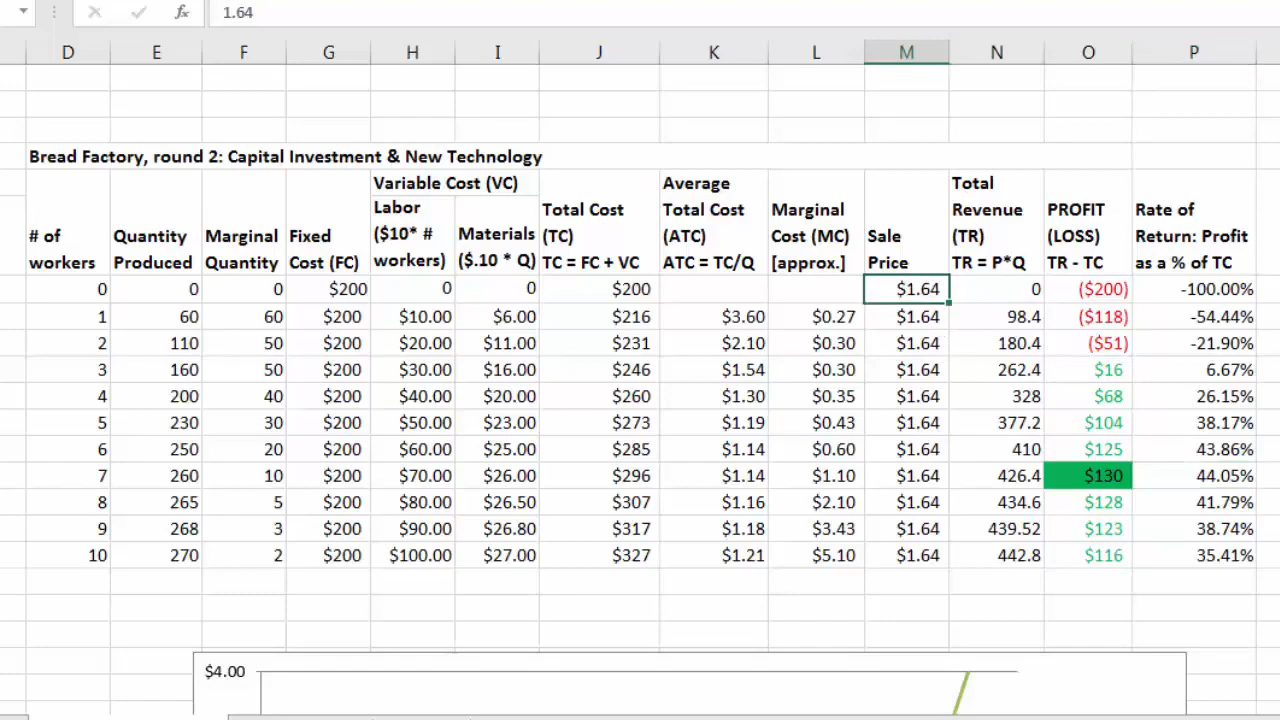 fx 1.64
D E F G H I J K L M N O P
Bread Factory, round 2: Capital Investment & New Technology
Variable Cost (VC) Average Total
Labor Total Cost Total Cost Marginal Revenue PROFIT Rate of
# of Quantity Marginal Fixed ($10* # Materials (TC) (ATC) Cost (MC) Sale (TR) (LOSS) Return: Profit
workers Produced Quantity Cost (FC) workers) ($.10 * Q) TC = FC + VC ATC = TC/Q [approx.] Price TR = P*Q TR - TC as a % of TC
0 0 0 $200 0 0 $200 $1.64 0 ($200) -100.00%
1 60 60 $200 $10.00 $6.00 $216 $3.60 $0.27 $1.64 98.4 ($118) -54.44%
2 110 50 $200 $20.00 $11.00 $231 $2.10 $0.30 $1.64 180.4 ($51) -21.90%
3 160 50 $200 $30.00 $16.00 $246 $1.54 $0.30 $1.64 262.4 $16 6.67%
4 200 40 $200 $40.00 $20.00 $260 $1.30 $0.35 $1.64 328 $68 26.15%
5 230 30 $200 $50.00 $23.00 $273 $1.19 $0.43 $1.64 377.2 $104 38.17%
6 250 20 $200 $60.00 $25.00 $285 $1.14 $0.60 $1.64 410 $125 43.86%
7 260 10 $200 $70.00 $26.00 $296 $1.14 $1.10 $1.64 426.4 $130 44.05%
8 265 5 $200 $80.00 $26.50 $307 $1.16 $2.10 $1.64 434.6 $128 41.79%
9 268 3 $200 $90.00 $26.80 $317 $1.18 $3.43 $1.64 439.52 $123 38.74%
10 270 2 $200 $100.00 $27.00 $327 $1.21 $5.10 $1.64 442.8 $116 35.41%
$4.00